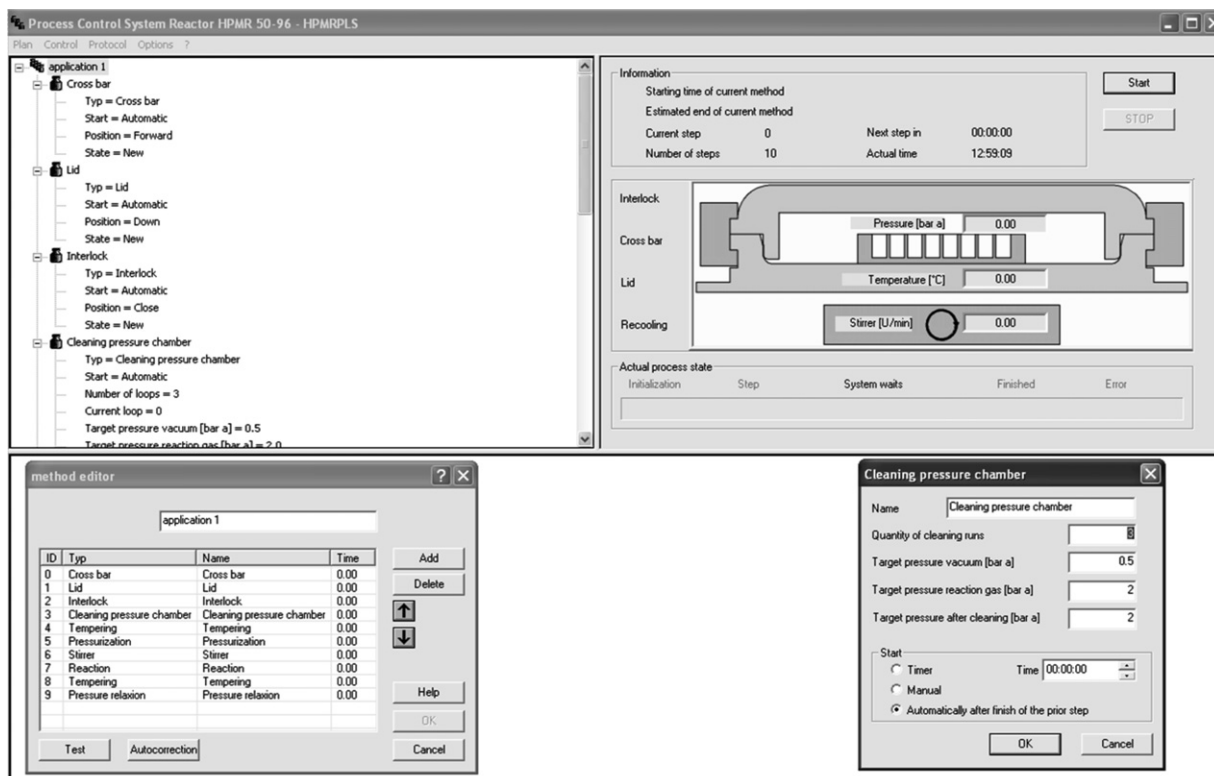 Process Control System Reactor HPMR 50-96 - HPMRPLS
Plan Control Protocol Options ?
application 1
Cross bar
Typ = Cross bar
Start = Automatic
Position = Forward
State = New
Lid
Typ = Lid
Start = Automatic
Position = Down
State = New
Interlock
Typ = Interlock
Start = Automatic
Position = Close
State = New
Cleaning pressure chamber
Typ = Cleaning pressure chamber
Start = Automatic
Number of loops = 3
Current loop = 0
Target pressure vacuum [bar a] = 0.5
Target pressure reaction gas [bar a] = 2.0
Information
Starting time of current method
Estimated end of current method
Current step 0 Next step in 00:00:00
Number of steps 10 Actual time 12:59:09
Start
STOP
Interlock
Cross bar
Lid
Recooling
Pressure [bar a] 0.00
Temperature [°C] 0.00
Stirrer [U/min] 0.00
Actual process state
Initialization Step System waits Finished Error
method editor
application 1
ID Typ Name Time
0 Cross bar Cross bar 0.00
1 Lid Lid 0.00
2 Interlock Interlock 0.00
3 Cleaning pressure chamber Cleaning pressure chamber 0.00
4 Tempering Tempering 0.00
5 Pressurization Pressurization 0.00
6 Stirrer Stirrer 0.00
7 Reaction Reaction 0.00
8 Tempering Tempering 0.00
9 Pressure relaxion Pressure relaxion 0.00
Add
Delete
Help
OK
Cancel
Test Autocorrection
Cleaning pressure chamber
Name Cleaning pressure chamber
Quantity of cleaning runs 3
Target pressure vacuum [bar a] 0.5
Target pressure reaction gas [bar a] 2
Target pressure after cleaning [bar a] 2
Start
Timer Time 00:00:00
Manual
Automatically after finish of the prior step
OK Cancel